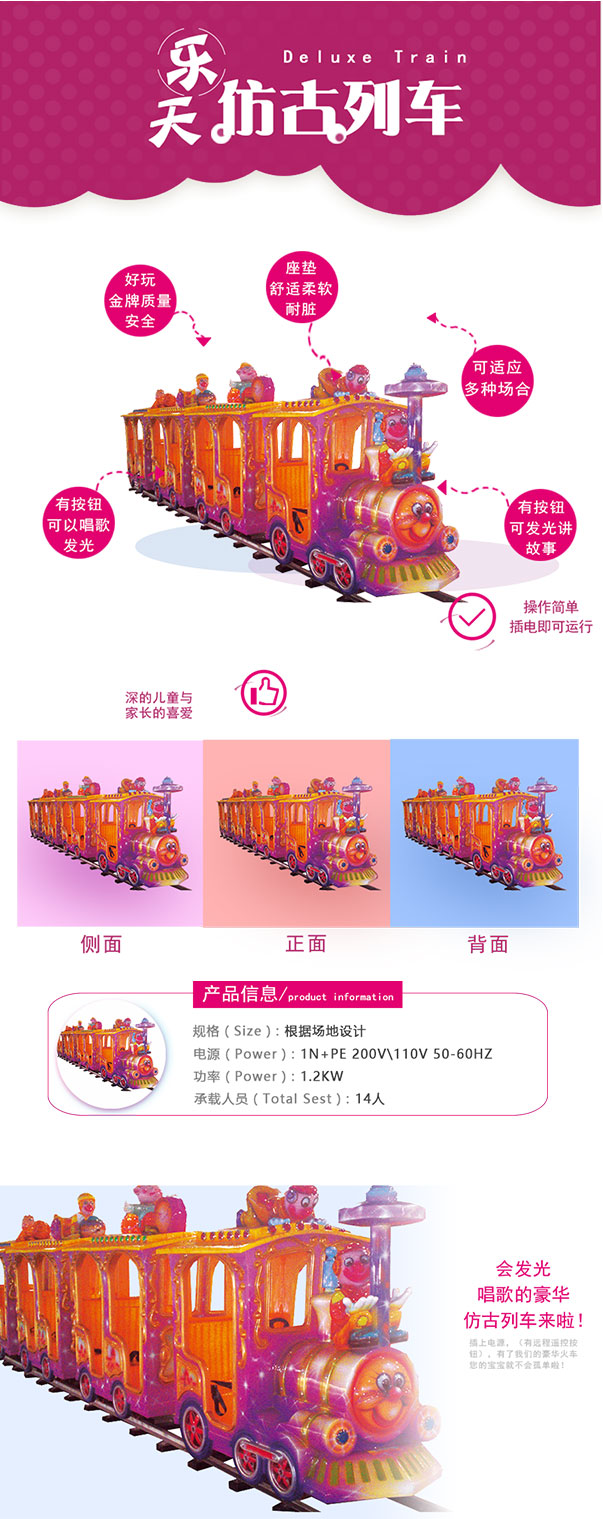 Deluxe Train
乐天仿古列车
好玩
金牌质量
安全
座垫
舒适柔软
耐脏
可适应
多种场合
有按钮
可以唱歌
发光
有按钮
可发光讲
故事
操作简单
插电即可运行
深的儿童与
家长的喜爱
侧面
正面
背面
产品信息/product information
规格 ( Size ) : 根据场地设计
电源 ( Power ) : 1N+PE 200V\110V 50-60HZ
功率 ( Power ) : 1.2KW
承载人员 ( Total Sest ) : 14人
会发光
唱歌的豪华
仿古列车来啦！
插上电源，（有远程遥控按
钮），有了我们的豪华火车
您的宝宝就不会孤单啦！